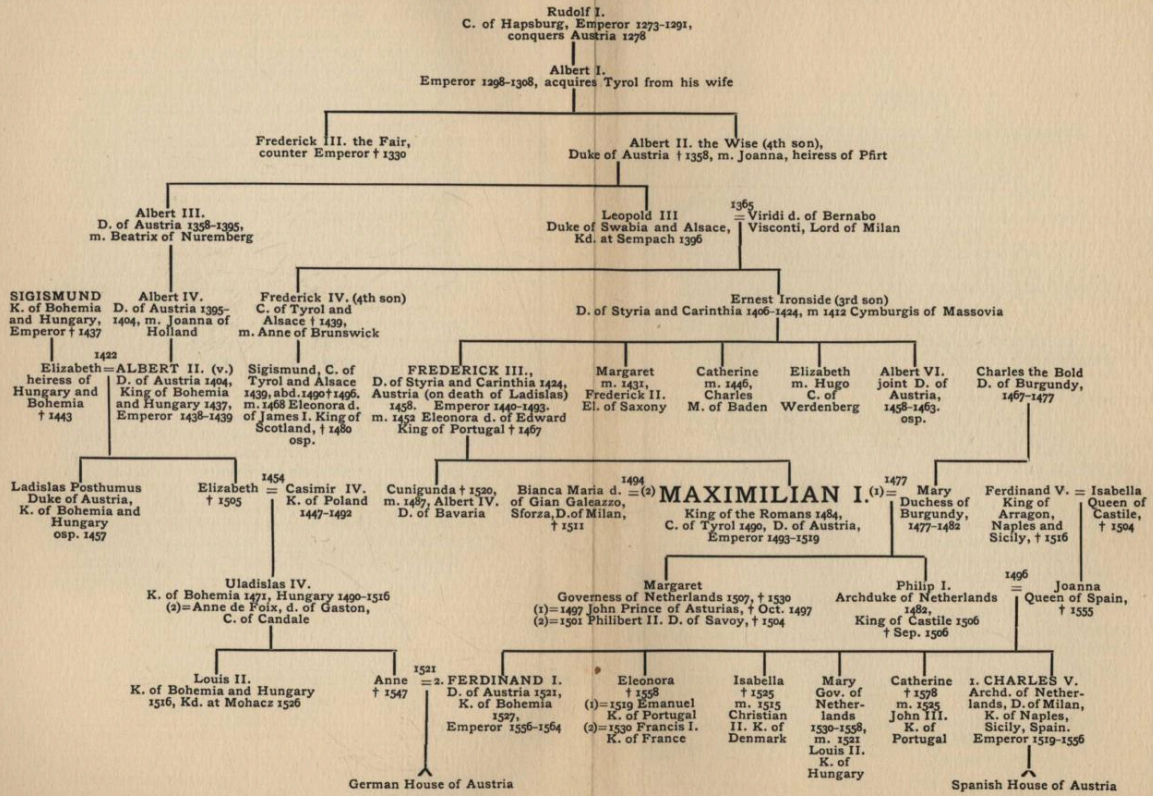 Rudolf I.
C. of Hapsburg, Emperor 1273-1291,
conquers Austria 1278
Albert I.
Emperor 1298-1308, acquires Tyrol from his wife
Frederick III. the Fair,
counter Emperor † 1330
Albert II. the Wise (4th son),
Duke of Austria † 1358, m. Joanna, heiress of Pfirt
Albert III.
D. of Austria 1358-1395,
m. Beatrix of Nuremberg
Leopold III
Duke of Swabia and Alsace,
Kd. at Sempach 1396
1365
= Viridi d. of Bernabo
Visconti, Lord of Milan
SIGISMUND
K. of Bohemia
and Hungary,
Emperor † 1437
Albert IV.
D. of Austria 1395-
1404, m. Joanna of
Holland
Frederick IV. (4th son)
C. of Tyrol and
Alsace † 1439,
m. Anne of Brunswick
Ernest Ironside (3rd son)
D. of Styria and Carinthia 1406-1424, m 1412 Cymburgis of Massovia
1422
Elizabeth =
heiress of
Hungary and
Bohemia
† 1443
ALBERT II. (v.)
D. of Austria 1404,
King of Bohemia
and Hungary 1437,
Emperor 1438-1439
Sigismund, C. of
Tyrol and Alsace
1439, abd. 1490 † 1496.
m. 1468 Eleonora d.
of James I. King of
Scotland, † 1480
osp.
FREDERICK III.,
D. of Styria and Carinthia 1424,
Austria (on death of Ladislas)
1458. Emperor 1440-1493.
m. 1452 Eleonora d. of Edward
King of Portugal † 1467
Margaret
m. 1431,
Frederick II.
El. of Saxony
Catherine
m. 1446,
Charles
M. of Baden
Elizabeth
m. Hugo
C. of
Werdenberg
Albert VI.
joint D. of
Austria,
1458-1463.
osp.
Charles the Bold
D. of Burgundy,
1467-1477
Ladislas Posthumus
Duke of Austria,
K. of Bohemia and
Hungary
osp. 1457
Elizabeth
† 1505
1454
=
Casimir IV.
K. of Poland
1447-1492
Cunigunda † 1520,
m. 1487, Albert IV.
D. of Bavaria
Bianca Maria d.
of Gian Galeazzo,
Sforza, D. of Milan,
† 1511
1494
= (2)
MAXIMILIAN I.
King of the Romans 1484,
C. of Tyrol 1490, D. of Austria,
Emperor 1493-1519
1477
(1) =
Mary
Duchess of
Burgundy,
1477-1482
Ferdinand V. =
King of
Arragon,
Naples and
Sicily, † 1516
Isabella
Queen of
Castile,
† 1504
Uladislas IV.
K. of Bohemia 1471, Hungary 1490-1516
(2)=Anne de Foix, d. of Gaston,
C. of Candale
Margaret
Governess of Netherlands 1507, † 1530
(1)=1497 John Prince of Asturias, † Oct. 1497
(2)=1501 Philibert II. D. of Savoy, † 1504
Philip I.
Archduke of Netherlands
1482,
King of Castile 1506
† Sep. 1506
1496
=
Joanna
Queen of Spain,
† 1555
Louis II.
K. of Bohemia and Hungary
1516, Kd. at Mohacz 1526
Anne
† 1547
1521
=
2. FERDINAND I.
D. of Austria 1521,
K. of Bohemia
1527,
Emperor 1556-1564
Eleonora
† 1558
(1)=1519 Emanuel
K. of Portugal
(2)=1530 Francis I.
K. of France
Isabella
† 1525
m. 1515
Christian
II. K. of
Denmark
Mary
Gov. of
Nether-
lands
1530-1558,
m. 1521
Louis II.
K. of
Hungary
Catherine
† 1578
m. 1525
John III.
K. of
Portugal
1. CHARLES V.
Archd. of Nether-
lands, D. of Milan,
K. of Naples,
Sicily, Spain.
Emperor 1519-1556
German House of Austria
Spanish House of Austria